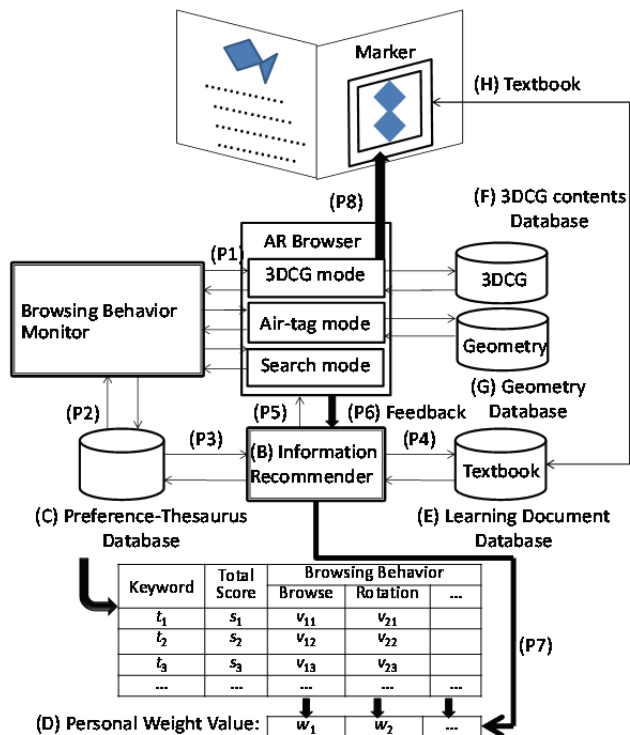 Marker
(H) Textbook
(P8)
(F) 3DCG contents
Database
(P1)
AR Browser
3DCG mode
3DCG
Browsing Behavior
Monitor
Air-tag mode
Geometry
Search mode
(G) Geometry
Database
(P2)
(P5)
(P6) Feedback
(P3)
(B) Information
Recommender
(P4)
Textbook
(C) Preference-Thesaurus
Database
(E) Learning Document
Database
Keyword
Total
Score
Browsing Behavior
Browse
Rotation
...
t1
s1
v11
v21
t2
s2
v12
v22
t3
s3
v13
v23
... ... ... ... ...
(P7)
(D) Personal Weight Value:
w1
w2
...